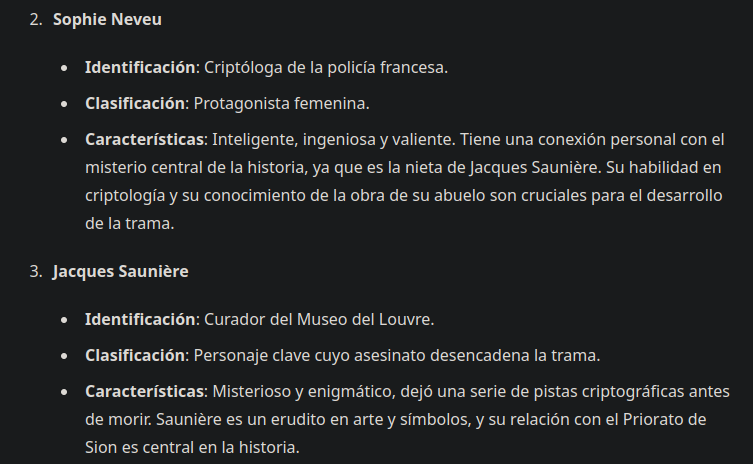 2. Sophie Neveu
• Identificación: Criptóloga de la policía francesa.
• Clasificación: Protagonista femenina.
• Características: Inteligente, ingeniosa y valiente. Tiene una conexión personal con el
misterio central de la historia, ya que es la nieta de Jacques Saunière. Su habilidad en
criptología y su conocimiento de la obra de su abuelo son cruciales para el desarrollo
de la trama.
3. Jacques Saunière
• Identificación: Curador del Museo del Louvre.
• Clasificación: Personaje clave cuyo asesinato desencadena la trama.
• Características: Misterioso y enigmático, dejó una serie de pistas criptográficas antes
de morir. Saunière es un erudito en arte y símbolos, y su relación con el Priorato de
Sion es central en la historia.